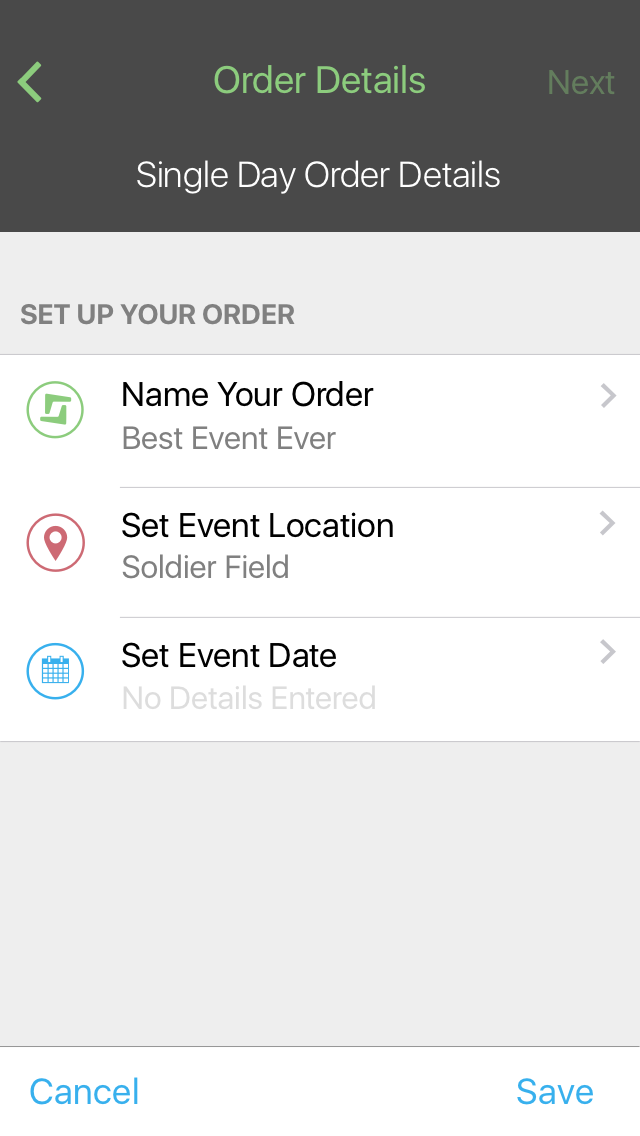 Order Details
Next
Single Day Order Details
SET UP YOUR ORDER
Name Your Order
Best Event Ever
Set Event Location
Soldier Field
Set Event Date
No Details Entered
Cancel
Save